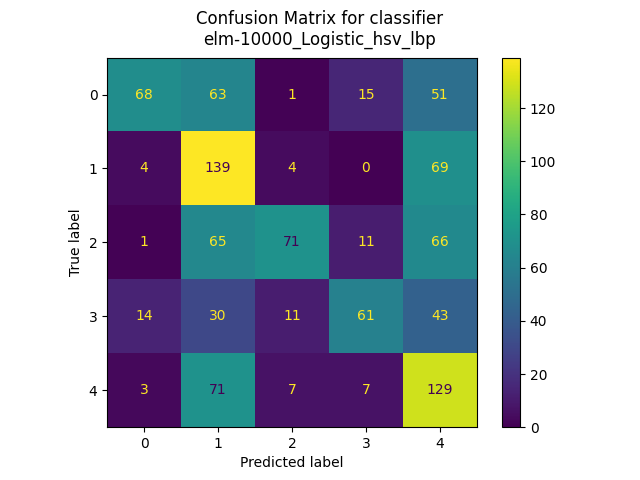 Confusion Matrix for classifier
elm-10000_Logistic_hsv_lbp
0 68 63 1 15 51
1 4 139 4 0 69
2 1 65 71 11 66
3 14 30 11 61 43
4 3 71 7 7 129
0 1 2 3 4
Predicted label
True label
120
100
80
60
40
20
0